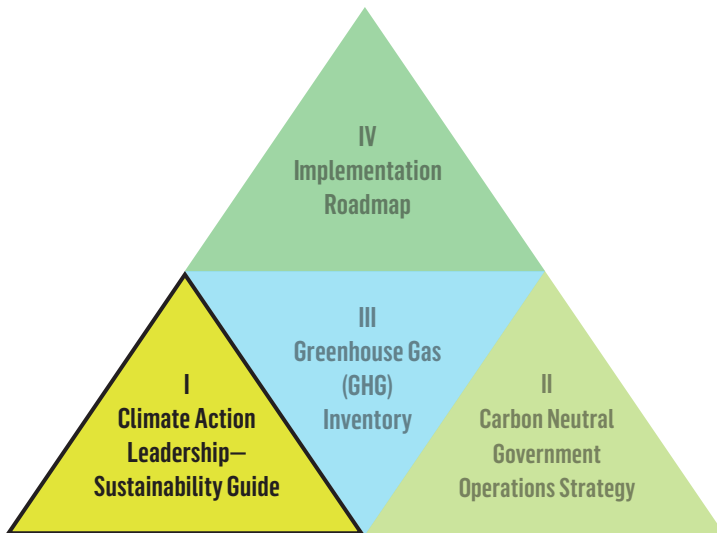 IV
Implementation
Roadmap
III
Greenhouse Gas
(GHG)
Inventory
I
Climate Action
Leadership—
Sustainability Guide
II
Carbon Neutral
Government
Operations Strategy